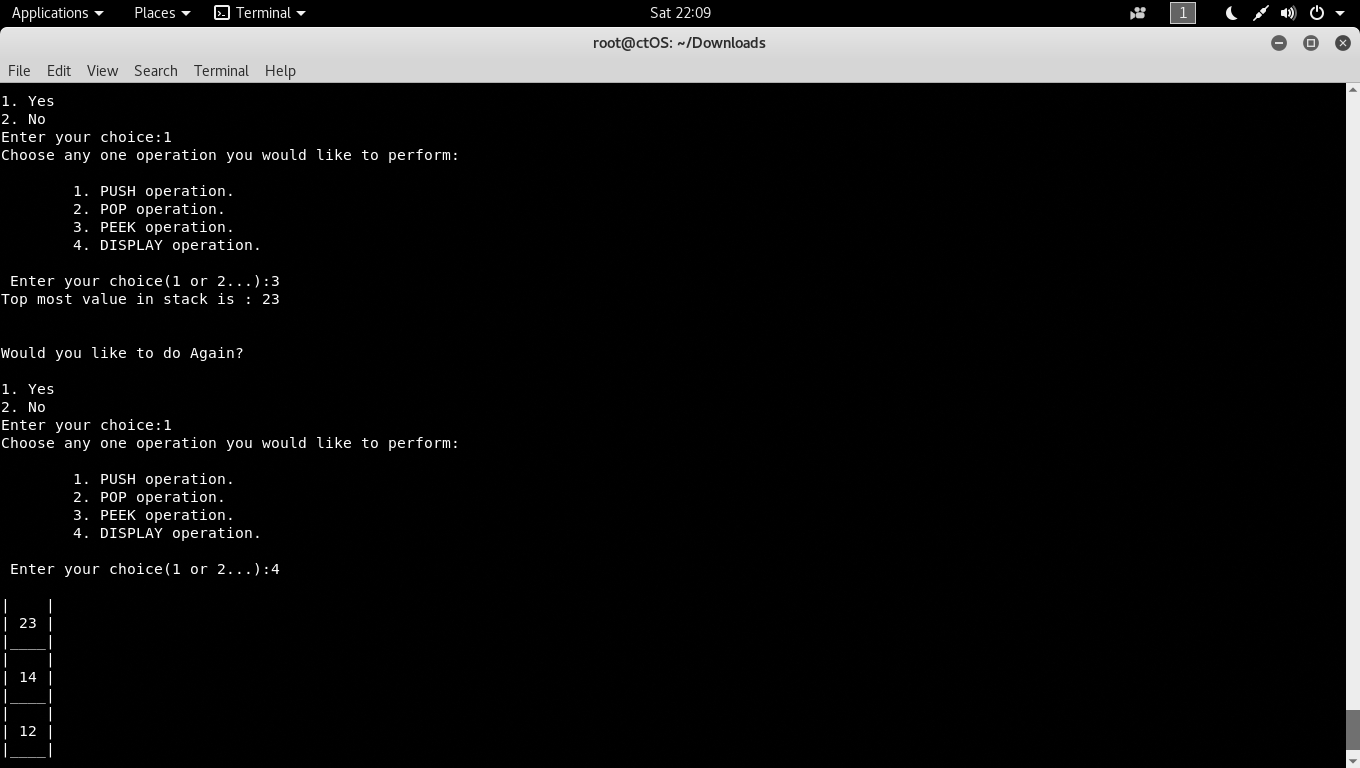 Applications Places Terminal Sat 22:09 1
root@ctOS: ~/Downloads
File Edit View Search Terminal Help
1. Yes
2. No
Enter your choice:1
Choose any one operation you would like to perform:
1. PUSH operation.
2. POP operation.
3. PEEK operation.
4. DISPLAY operation.
Enter your choice(1 or 2...):3
Top most value in stack is : 23
Would you like to do Again?
1. Yes
2. No
Enter your choice:1
Choose any one operation you would like to perform:
1. PUSH operation.
2. POP operation.
3. PEEK operation.
4. DISPLAY operation.
Enter your choice(1 or 2...):4
|    |
| 23 |
|____|
|    |
| 14 |
|____|
|    |
| 12 |
|____|